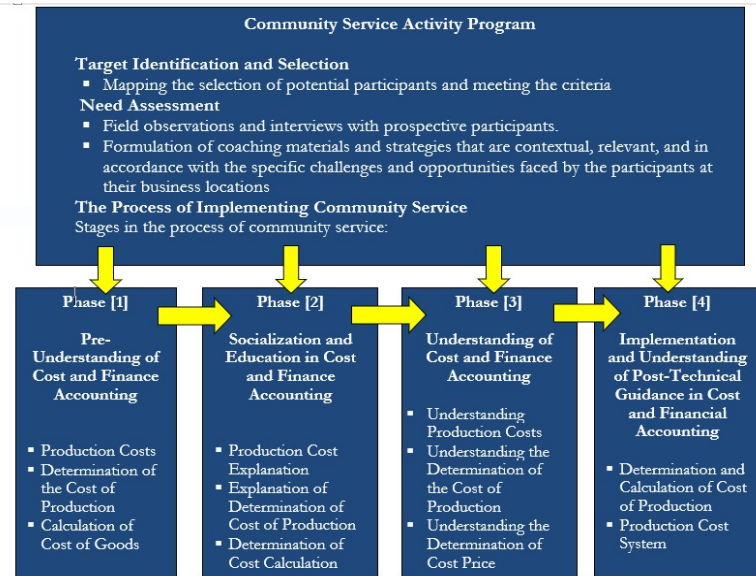 Community Service Activity Program
Target Identification and Selection
▪ Mapping the selection of potential participants and meeting the criteria
Need Assessment
▪ Field observations and interviews with prospective participants.
▪ Formulation of coaching materials and strategies that are contextual, relevant, and in
accordance with the specific challenges and opportunities faced by the participants at
their business locations
The Process of Implementing Community Service
Stages in the process of community service:
Phase [1]
Pre-
Understanding of
Cost and Finance
Accounting
▪ Production Costs
▪ Determination of
the Cost of
Production
▪ Calculation of
Cost of Goods
Phase [2]
Socialization and
Education in Cost
and Finance
Accounting
▪ Production Cost
Explanation
▪ Explanation of
Determination of
Cost of Production
▪ Determination of
Cost Calculation
Phase [3]
Understanding of
Cost and Finance
Accounting
▪ Understanding
Production Costs
▪ Understanding the
Determination of
the Cost of
Production
▪ Understanding the
Determination of
Cost Price
Phase [4]
Implementation
and Understanding
of Post-Technical
Guidance in Cost
and Financial
Accounting
▪ Determination and
Calculation of Cost
of Production
▪ Production Cost
System